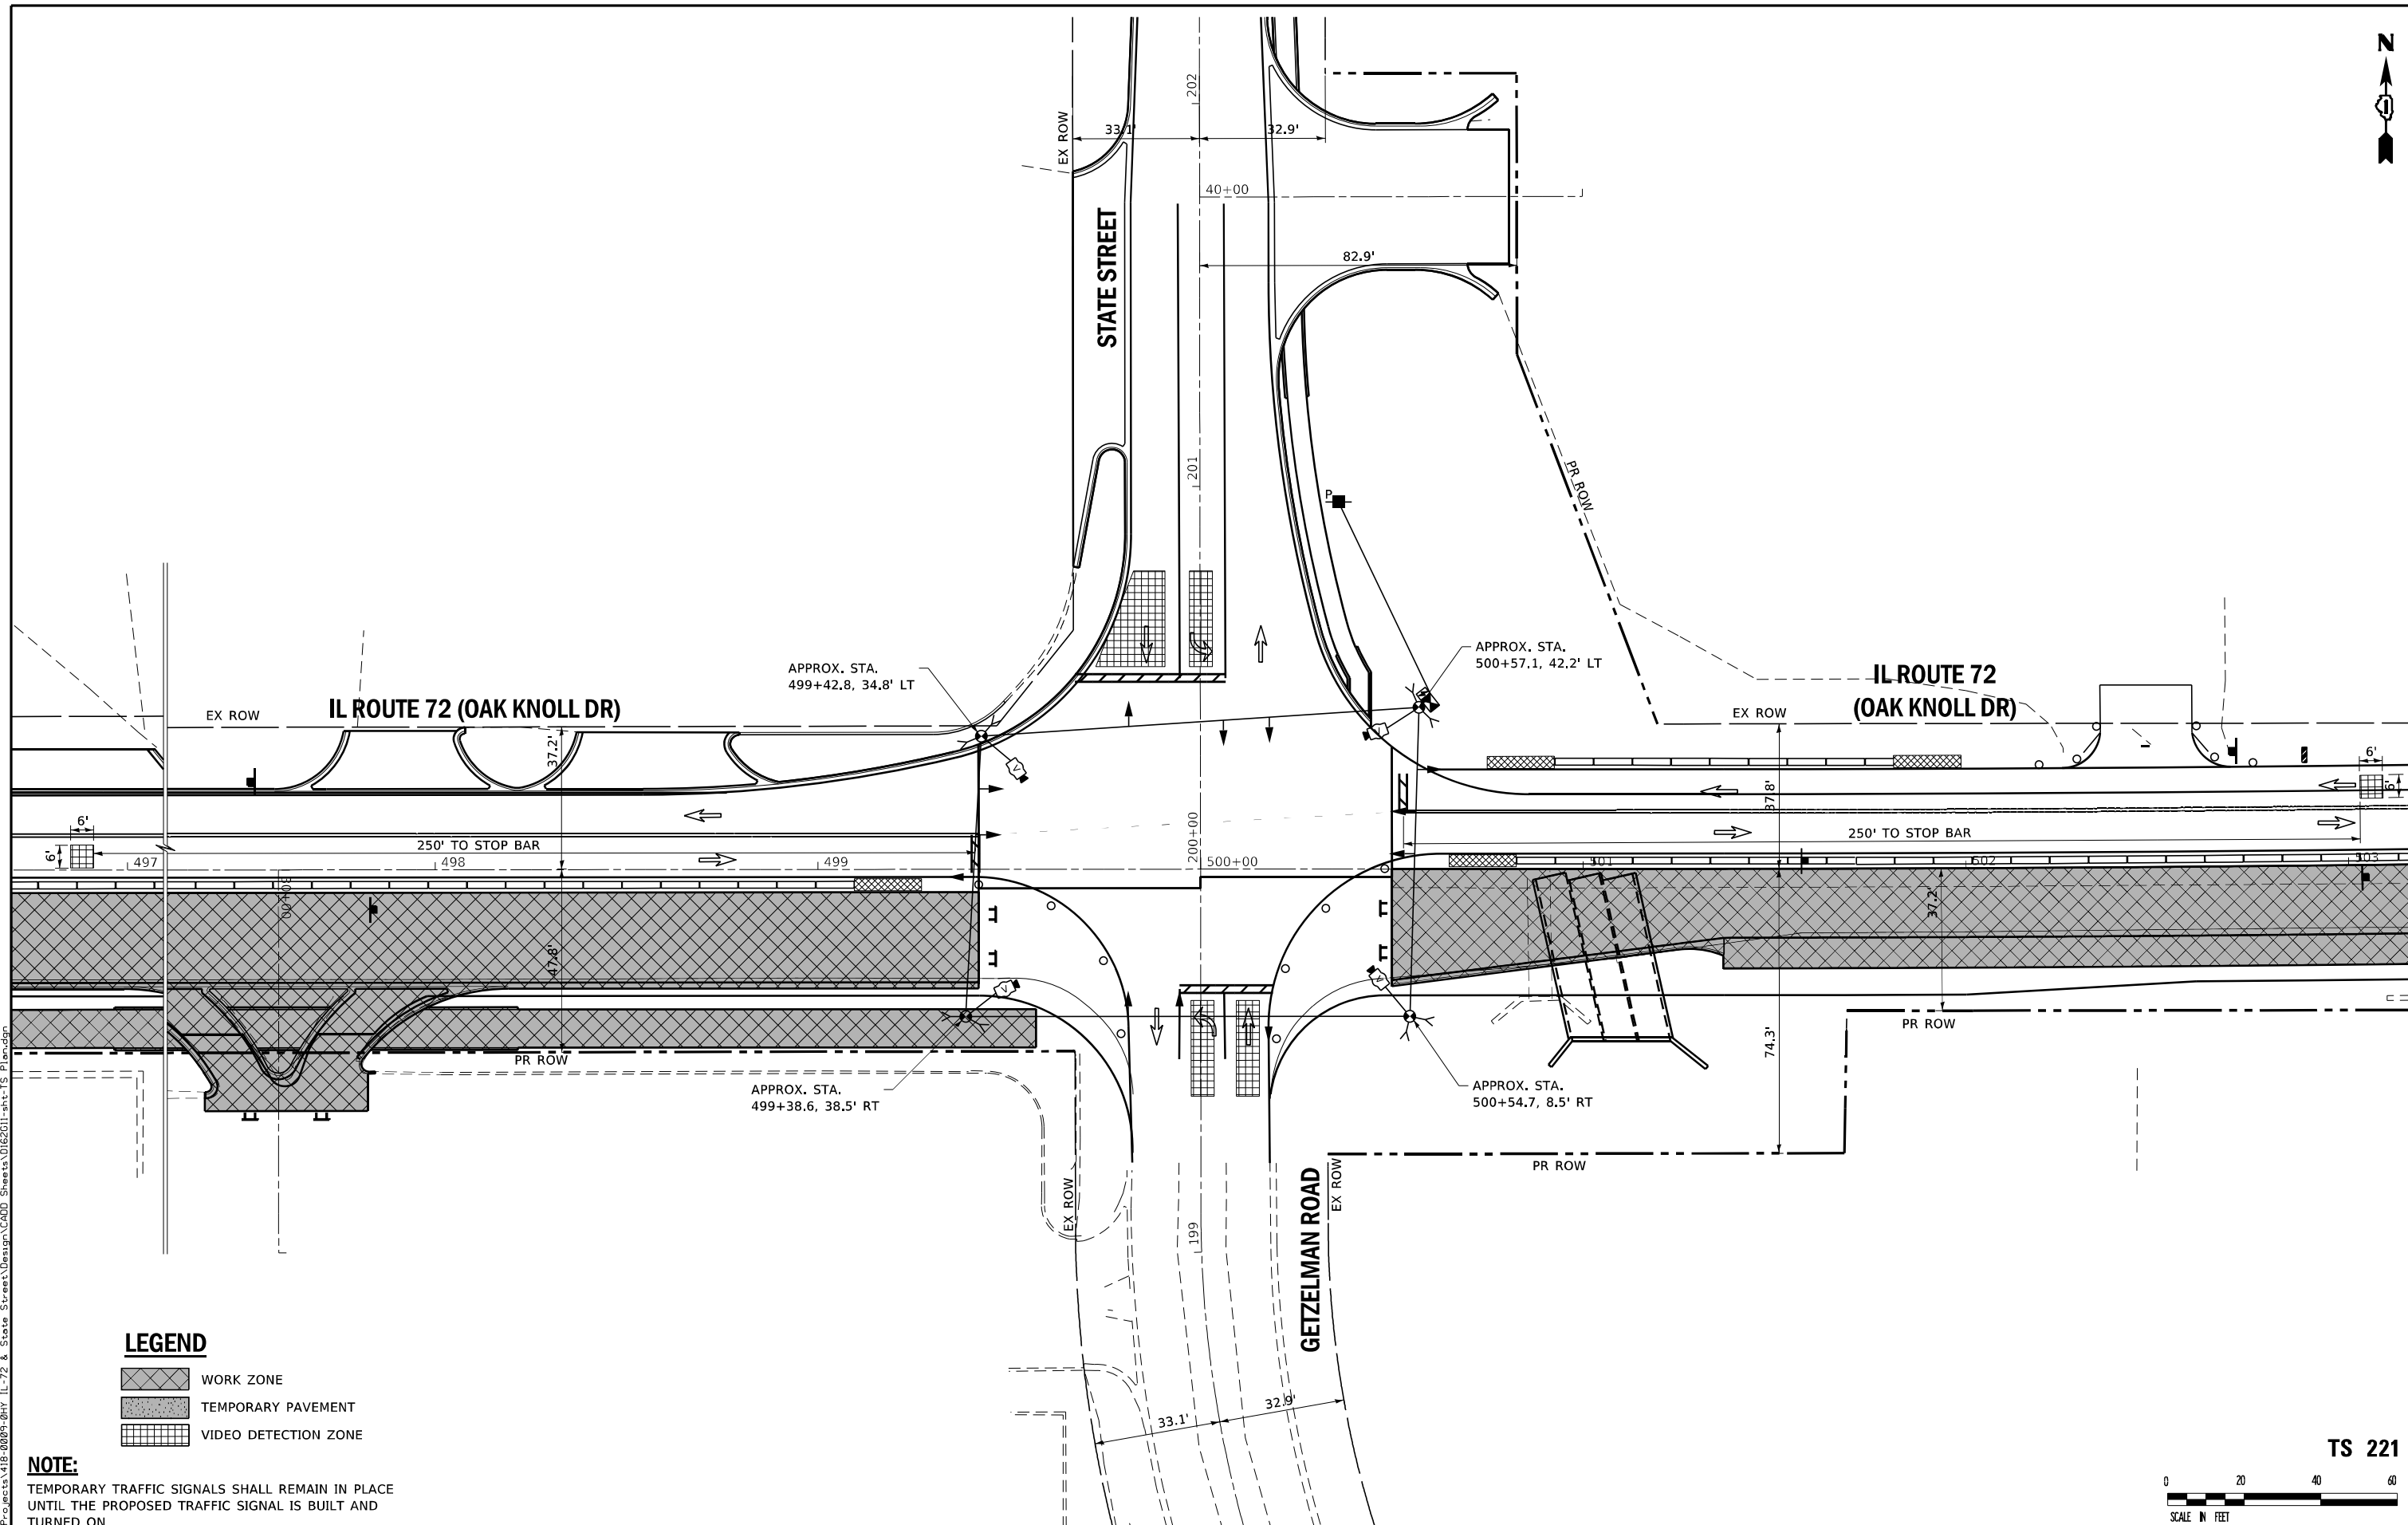 N
202
EX ROW
33.1'
32.9'
40+00
STATE STREET
82.9'
201
P
PR ROW
APPROX. STA.
499+42.8, 34.8' LT
APPROX. STA.
500+57.1, 42.2' LT
IL ROUTE 72 (OAK KNOLL DR)
EX ROW
37.2'
V
V
IL ROUTE 72
(OAK KNOLL DR)
EX ROW
37.8'
6'
6'
6'
6'
250' TO STOP BAR
497
498
499
200+00
500+00
250' TO STOP BAR
501
502
503
80+00
47.8'
37.2'
V
V
PR ROW
PR ROW
74.3'
APPROX. STA.
499+38.6, 38.5' RT
APPROX. STA.
500+54.7, 8.5' RT
PR ROW
EX ROW
199
GETZELMAN ROAD
EX ROW
33.1'
32.9'
LEGEND
WORK ZONE
TEMPORARY PAVEMENT
VIDEO DETECTION ZONE
NOTE:
TEMPORARY TRAFFIC SIGNALS SHALL REMAIN IN PLACE
UNTIL THE PROPOSED TRAFFIC SIGNAL IS BUILT AND
TURNED ON
TS 221
0 20 40 60
SCALE IN FEET